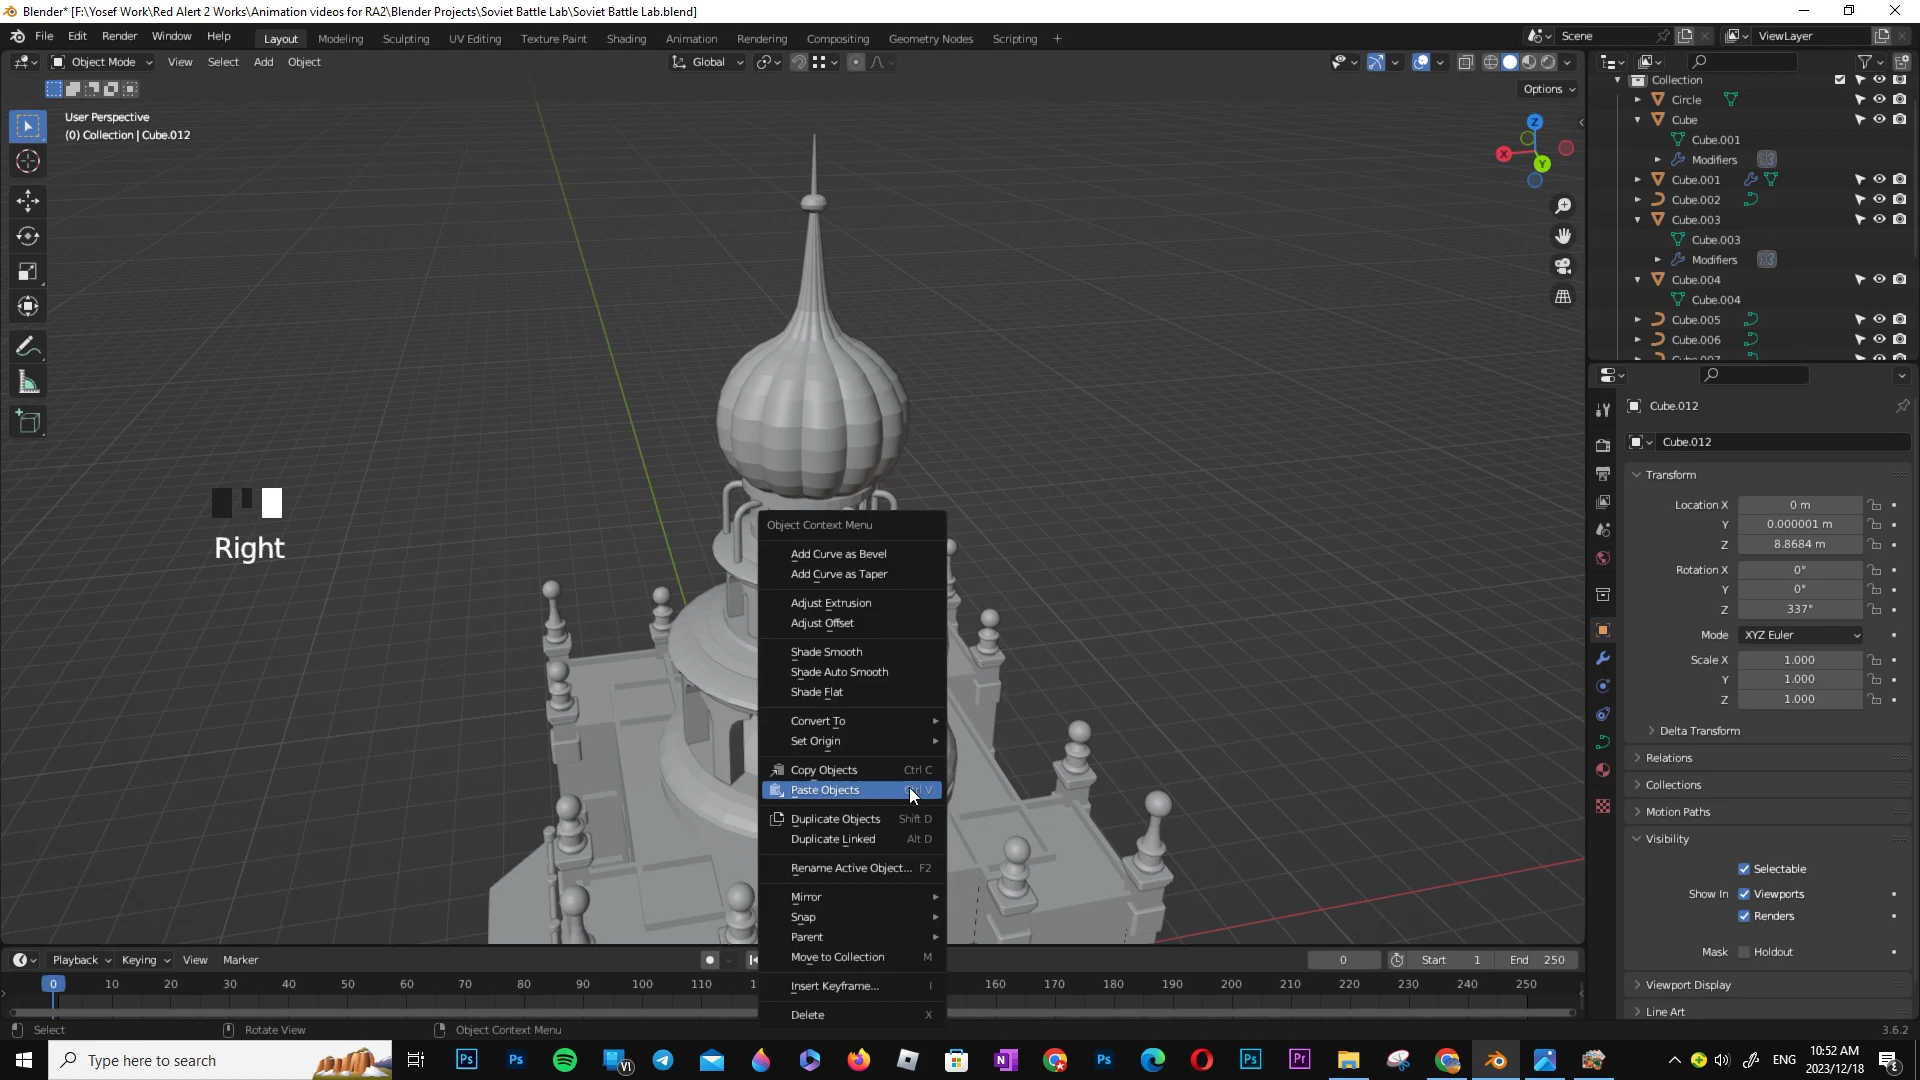 Blender* [F:\Yosef Work\Red Alert 2 Works\Animation videos for RA2\Blender Projects\Soviet Battle Lab\Soviet Battle Lab.blend]
File Edit Render Window Help Layout Modeling Sculpting UV Editing Texture Paint Shading Animation Rendering Compositing Geometry Nodes Scripting + Scene ViewLayer
Object Mode View Select Add Object Global
Options
User Perspective
(0) Collection | Cube.012
Z
X
Y
Right
Object Context Menu
Add Curve as Bevel
Add Curve as Taper
Adjust Extrusion
Adjust Offset
Shade Smooth
Shade Auto Smooth
Shade Flat
Convert To
Set Origin
Copy Objects Ctrl C
Paste Objects Ctrl V
Duplicate Objects Shift D
Duplicate Linked Alt D
Rename Active Object... F2
Mirror
Snap
Parent
Move to Collection M
Insert Keyframe... I
Delete X
Collection
Circle
Cube
Cube.001
Modifiers
Cube.001
Cube.002
Cube.003
Cube.003
Modifiers
Cube.004
Cube.004
Cube.005
Cube.006
Cube.007
Cube.012
Cube.012
Transform
Location X 0 m
Y 0.000001 m
Z 8.8684 m
Rotation X 0°
Y 0°
Z 337°
Mode XYZ Euler
Scale X 1.000
Y 1.000
Z 1.000
Delta Transform
Relations
Collections
Motion Paths
Visibility
Selectable
Show In Viewports
Renders
Mask Holdout
Viewport Display
Line Art
Playback Keying View Marker 0 Start 1 End 250
0 10 20 30 40 50 60 70 80 90 100 110 160 170 180 190 200 210 220 230 240 250
Select Rotate View Object Context Menu 3.6.2
Type here to search
ENG
10:52 AM
2023/12/18